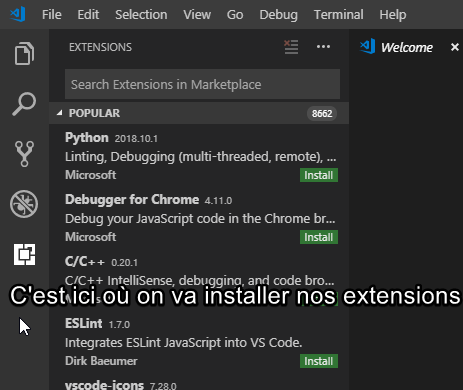 File Edit Selection View Go Debug Terminal Help
EXTENSIONS
Welcome
Search Extensions in Marketplace
POPULAR 8662
Python 2018.10.1
Linting, Debugging (multi-threaded, remote), ...
Microsoft Install
Debugger for Chrome 4.11.0
Debug your JavaScript code in the Chrome br...
Microsoft Install
C/C++ 0.20.1
C/C++ IntelliSense, debugging, and code bro...
C'est ici où on va installer nos extensions
ESLint 1.7.0
Integrates ESLint JavaScript into VS Code.
Dirk Baeumer Install
vscode-icons 7.28.0